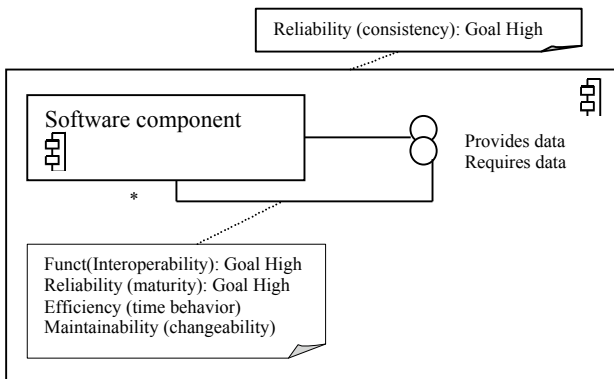 Reliability (consistency): Goal High
Software component
Provides data
Requires data
*
Funct(Interoperability): Goal High
Reliability (maturity): Goal High
Efficiency (time behavior)
Maintainability (changeability)